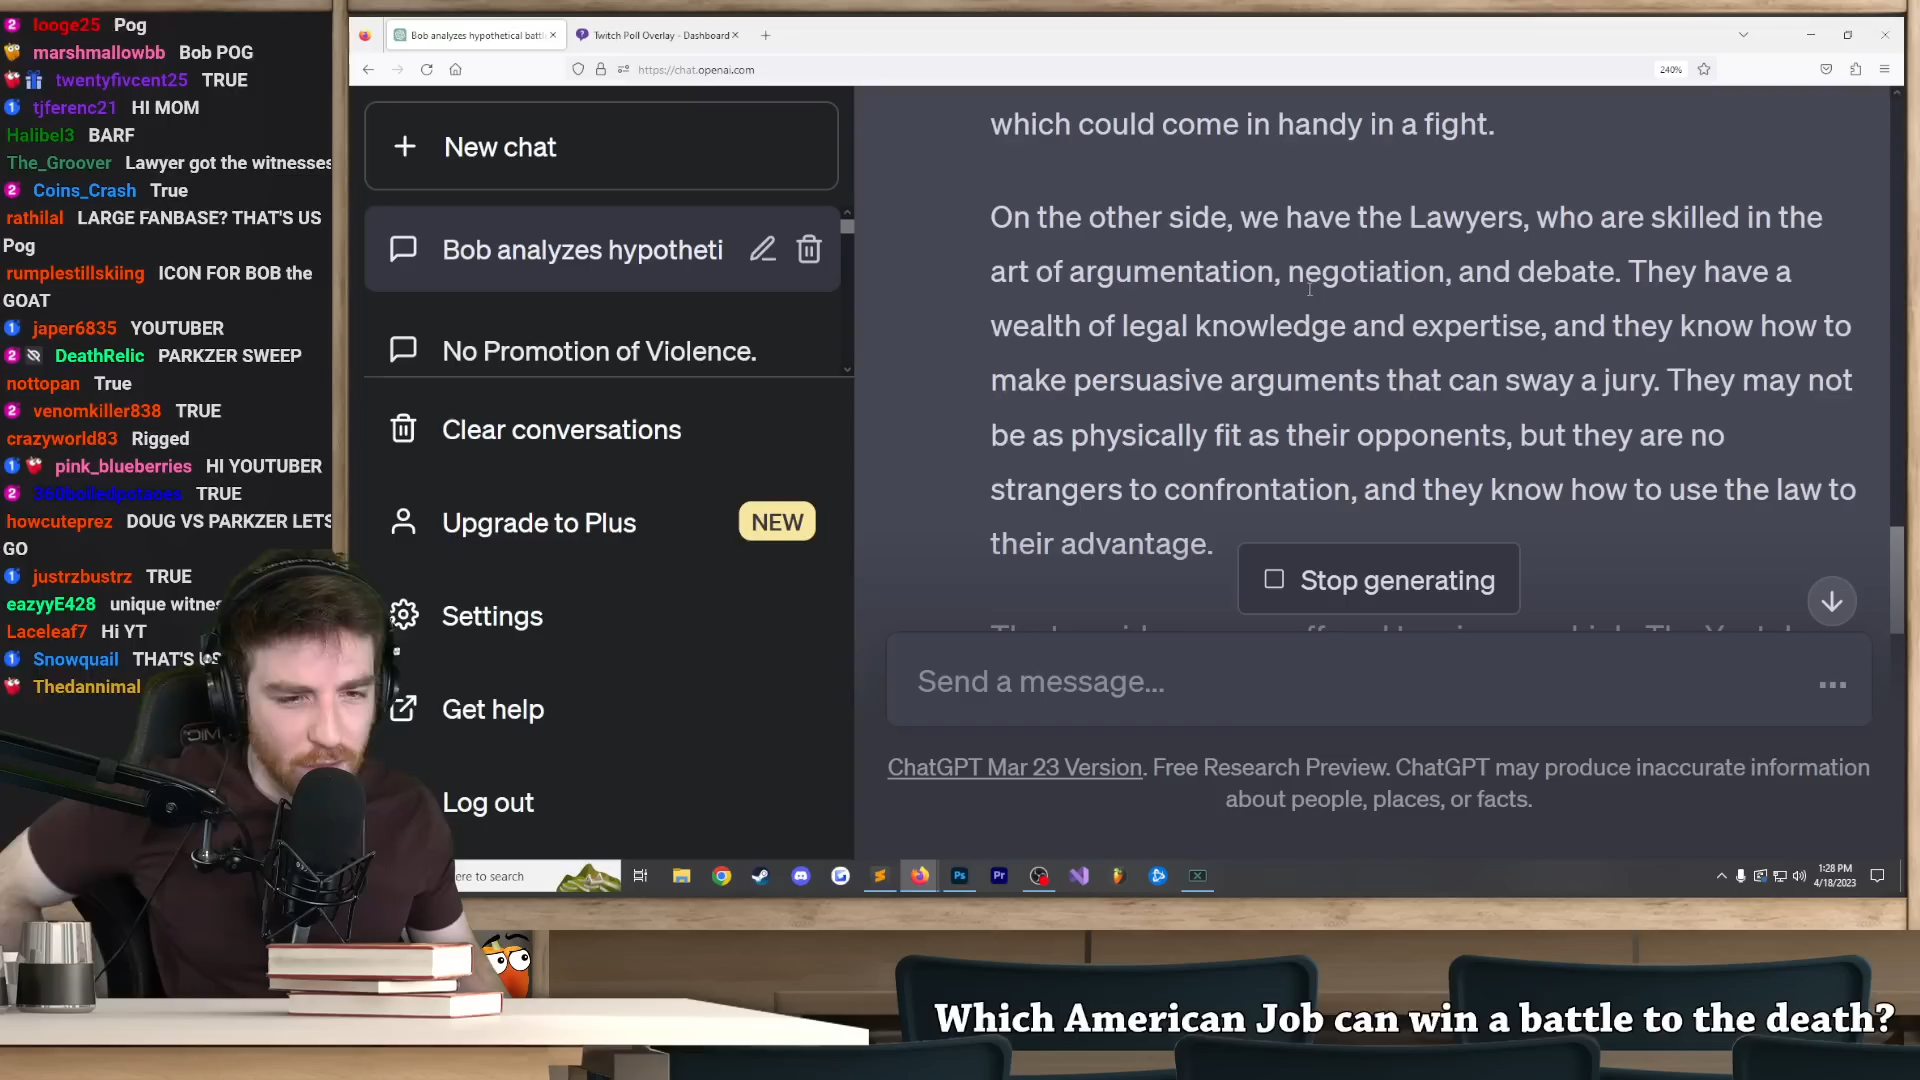 looge25 Pog
marshmallowbb Bob POG
twentyfivcent25 TRUE
tjferenc21 HI MOM
Halibel3 BARF
The_Groover Lawyer got the witnesses
Coins_Crash True
rathilal LARGE FANBASE? THAT'S US
Pog
rumplestillskiing ICON FOR BOB the
GOAT
japer6835 YOUTUBER
DeathRelic PARKZER SWEEP
nottopan True
venomkiller838 TRUE
crazyworld83 Rigged
pink_blueberries HI YOUTUBER
360boiledpotaoes TRUE
howcuteprez DOUG VS PARKZER LETS
GO
justrzbustrz TRUE
eazyyE428 unique witnes
Laceleaf7 Hi YT
Snowquail THAT'S US
Thedannimal
Bob analyzes hypothetical battl
Twitch Poll Overlay - Dashboard
https://chat.openai.com
240%
New chat
Bob analyzes hypotheti
No Promotion of Violence.
Clear conversations
Upgrade to Plus NEW
Settings
Get help
Log out
which could come in handy in a fight.
On the other side, we have the Lawyers, who are skilled in the
art of argumentation, negotiation, and debate. They have a
wealth of legal knowledge and expertise, and they know how to
make persuasive arguments that can sway a jury. They may not
be as physically fit as their opponents, but they are no
strangers to confrontation, and they know how to use the law to
their advantage.
Stop generating
Send a message...
ChatGPT Mar 23 Version. Free Research Preview. ChatGPT may produce inaccurate information
about people, places, or facts.
ere to search
Ps
Pr
1:28 PM
4/18/2023
Which American Job can win a battle to the death?